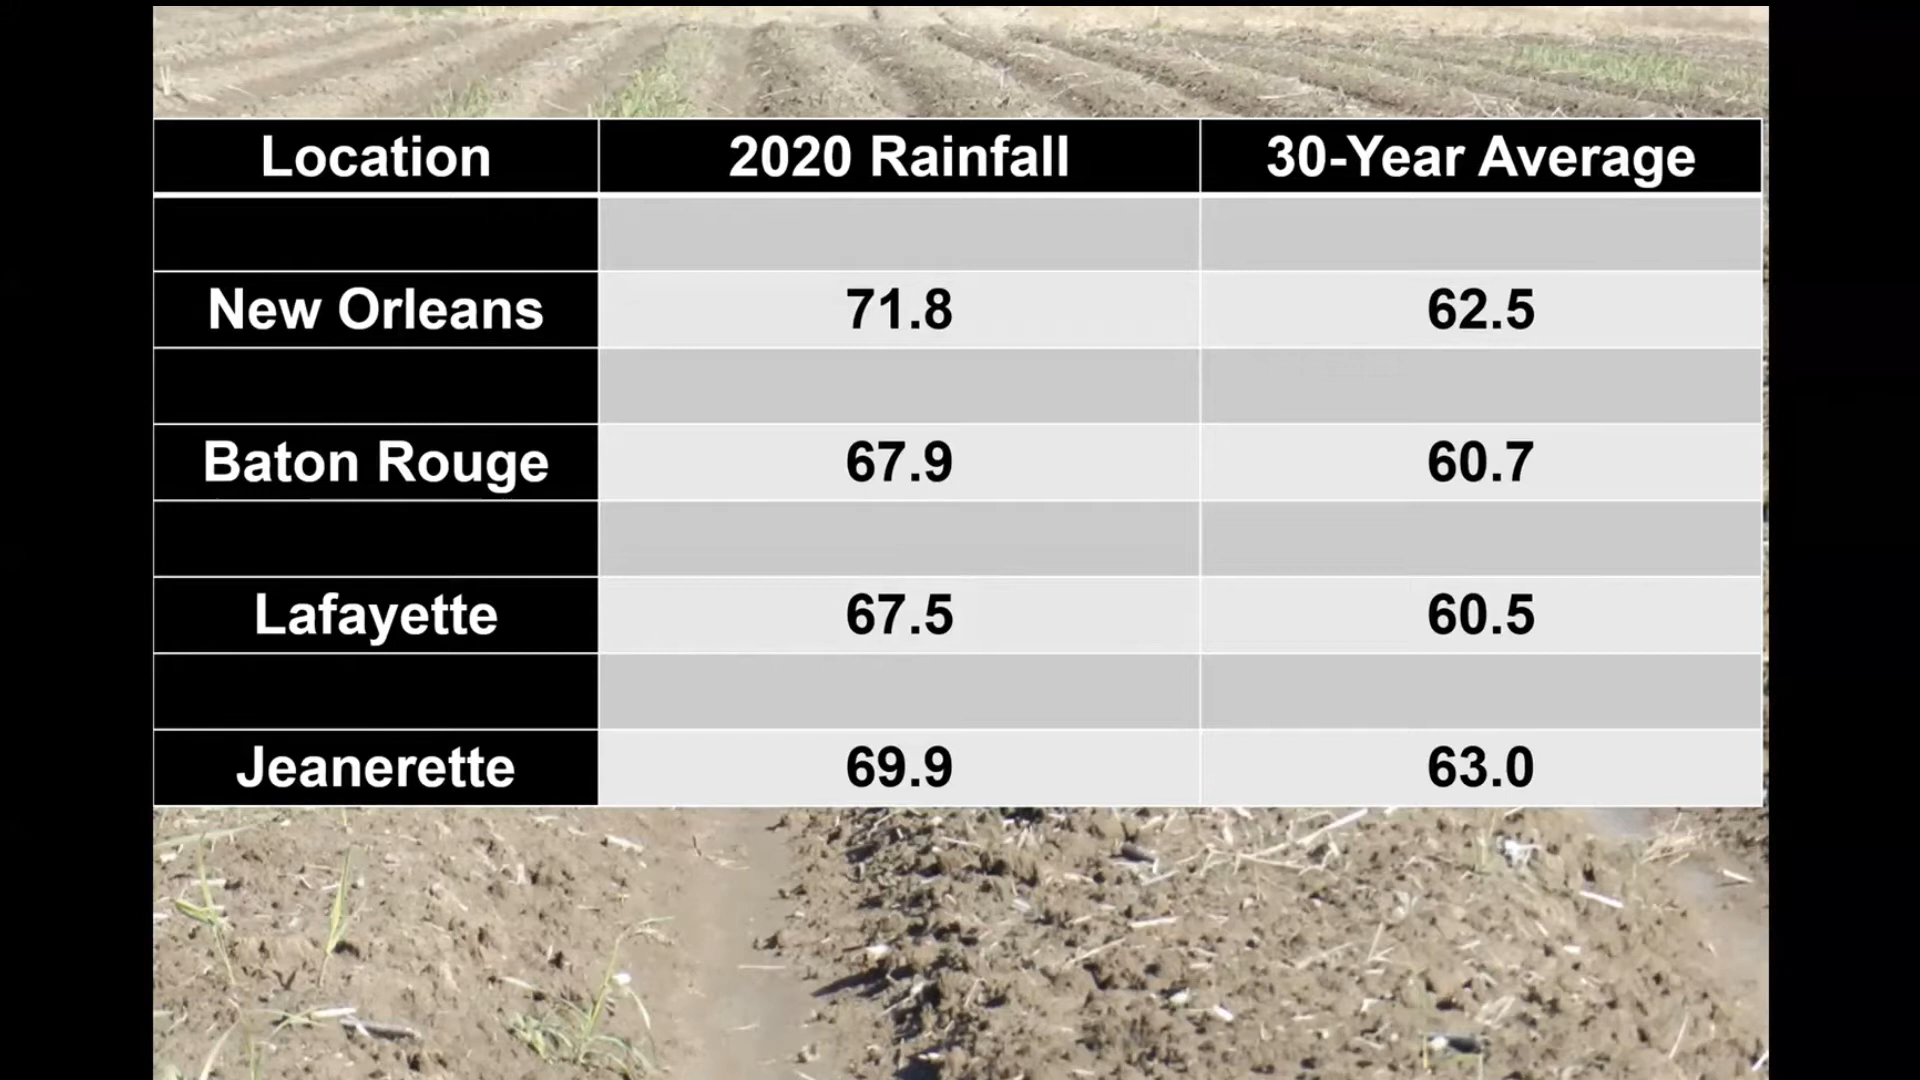 Location 2020 Rainfall 30-Year Average
New Orleans 71.8 62.5
Baton Rouge 67.9 60.7
Lafayette 67.5 60.5
Jeanerette 69.9 63.0